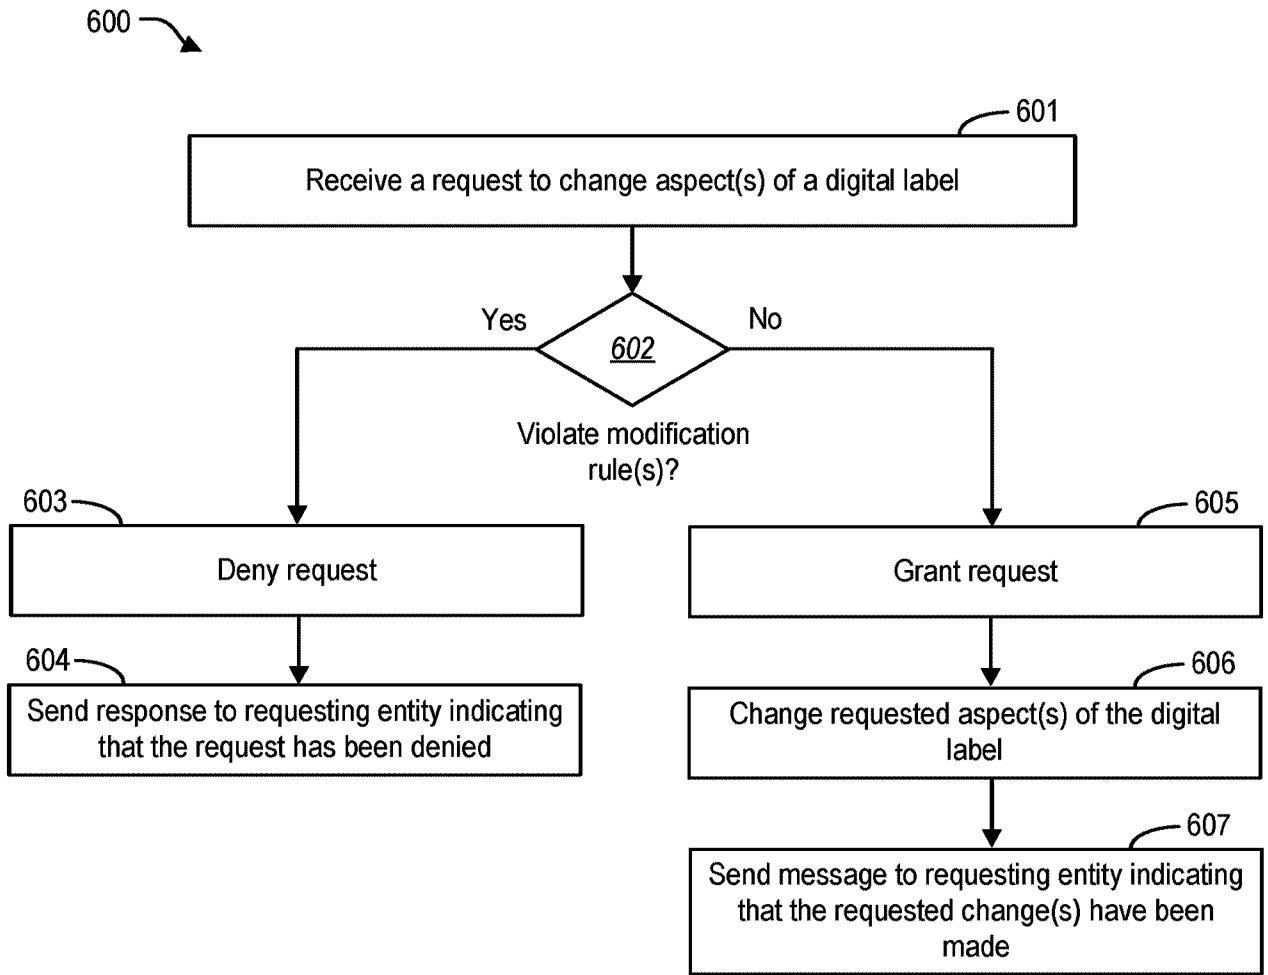 600
601
Receive a request to change aspect(s) of a digital label
Yes
No
602
Violate modification
rule(s)?
603
Deny request
605
Grant request
604
Send response to requesting entity indicating
that the request has been denied
606
Change requested aspect(s) of the digital
label
607
Send message to requesting entity indicating
that the requested change(s) have been
made